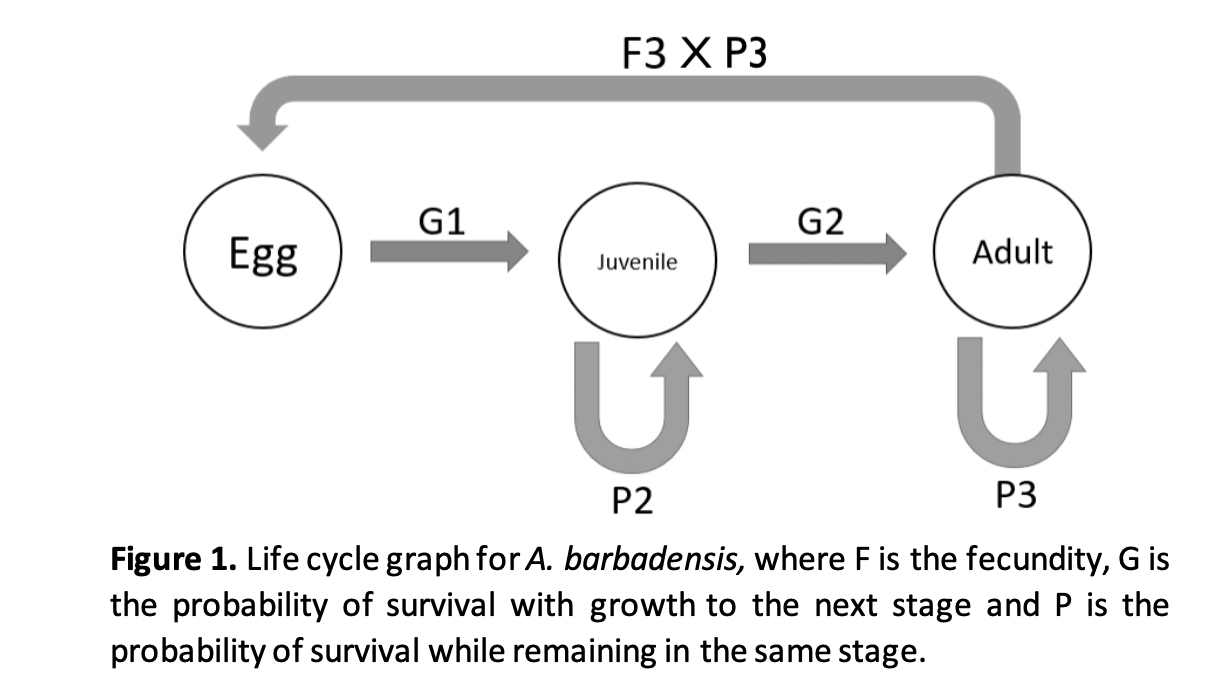 F3 X P3
G1
G2
Egg
Juvenile
Adult
P2
P3
Figure 1. Life cycle graph for A. barbadensis, where F is the fecundity, G is
the probability of survival with growth to the next stage and P is the
probability of survival while remaining in the same stage.